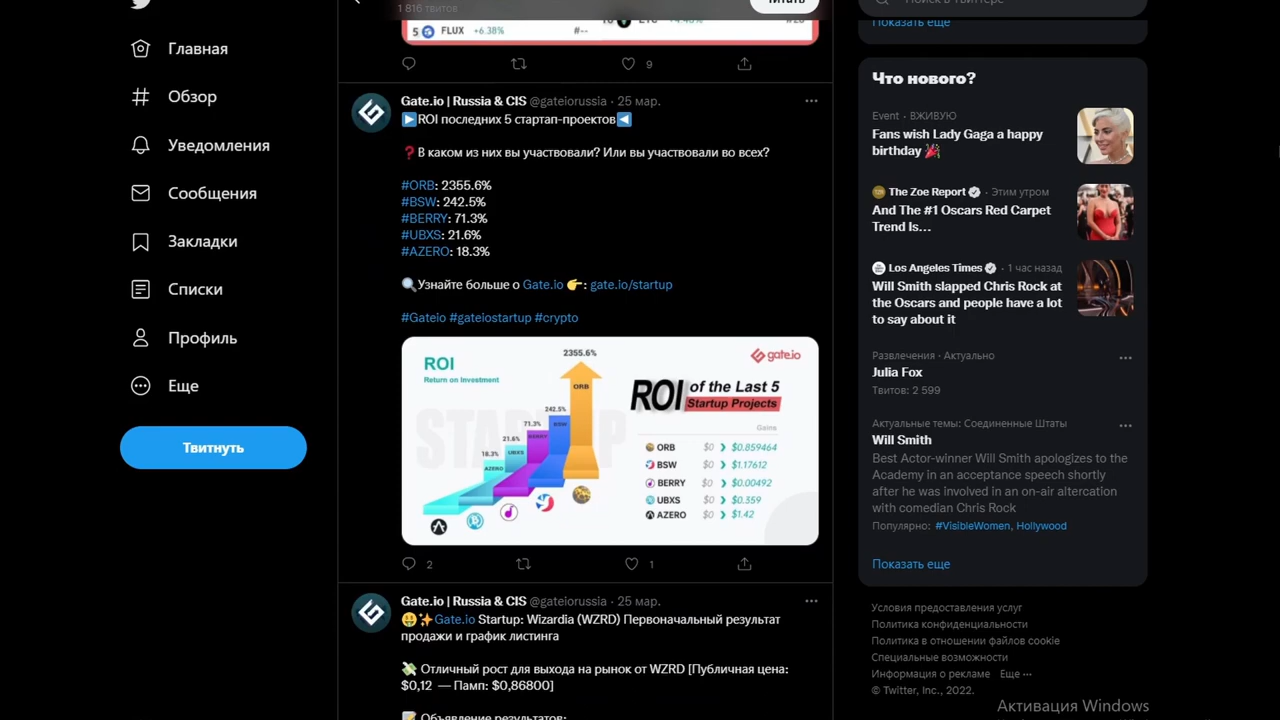 Главная
Обзор
Уведомления
Сообщения
Закладки
Списки
Профиль
Еще
Твитнуть
1 816 твитов
Читать
5 FLUX +6.38% #--
9
Gate.io | Russia & CIS @gateiorussia · 25 мар.
▶ROI последних 5 стартап-проектов◀
❓В каком из них вы участвовали? Или вы участвовали во всех?
#ORB: 2355.6%
#BSW: 242.5%
#BERRY: 71.3%
#UBXS: 21.6%
#AZERO: 18.3%
🔍Узнайте больше о Gate.io 👉: gate.io/startup
#Gateio #gateiostartup #crypto
ROI
Return on Investment
STARTUP
18.3%
AZERO
21.6%
UBXS
71.3%
BERRY
242.5%
BSW
2355.6%
ORB
gate.io
ROI of the Last 5
Startup Projects
Gains
ORB $0 $0.859464
BSW $0 $1.17612
BERRY $0 $0.00492
UBXS $0 $0.359
AZERO $0 $1.42
2
1
Gate.io | Russia & CIS @gateiorussia · 25 мар.
🤑✨Gate.io Startup: Wizardia (WZRD) Первоначальный результат
продажи и график листинга
💸 Отличный рост для выхода на рынок от WZRD [Публичная цена:
$0,12 — Памп: $0,86800]
📝 Объявление результатов:
Поиск в Твиттере
Показать еще
Что нового?
Event · ВЖИВУЮ
Fans wish Lady Gaga a happy
birthday 🎉
The Zoe Report · Этим утром
And The #1 Oscars Red Carpet
Trend Is...
Los Angeles Times · 1 час назад
Will Smith slapped Chris Rock at
the Oscars and people have a lot
to say about it
Развлечения · Актуально
Julia Fox
Твитов: 2 599
Актуальные темы: Соединенные Штаты
Will Smith
Best Actor-winner Will Smith apologizes to the
Academy in an acceptance speech shortly
after he was involved in an on-air altercation
with comedian Chris Rock
Популярно: #VisibleWomen, Hollywood
Показать еще
Условия предоставления услуг
Политика конфиденциальности
Политика в отношении файлов cookie
Специальные возможности
Информация о рекламе Еще ···
© Twitter, Inc., 2022.
Активация Windows